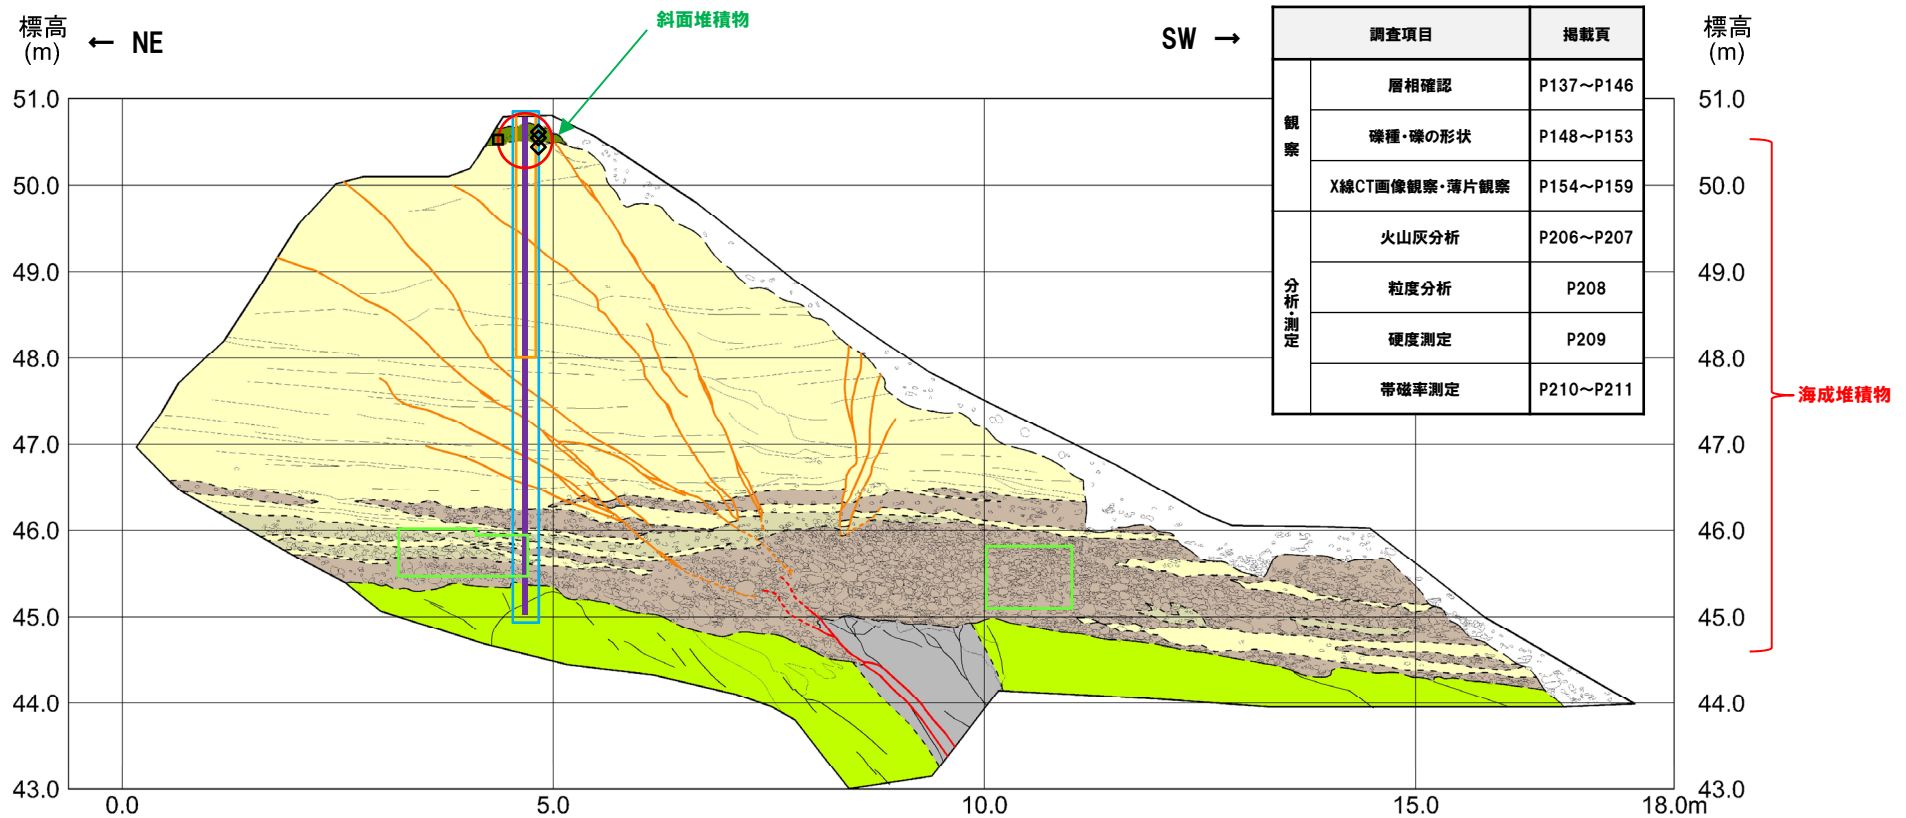 斜面堆積物
標高
(m)
← NE
SW →
標高
(m)
調査項目 掲載頁
観察
層相確認 P137～P146
礫種・礫の形状 P148～P153
X線CT画像観察・薄片観察 P154～P159
分析・測定
火山灰分析 P206～P207
粒度分析 P208
硬度測定 P209
帯磁率測定 P210～P211
51.0 51.0
50.0 50.0
49.0 49.0
48.0 48.0
海成堆積物
47.0 47.0
46.0 46.0
45.0 45.0
44.0 44.0
43.0 43.0
0.0 5.0 10.0 15.0 18.0m